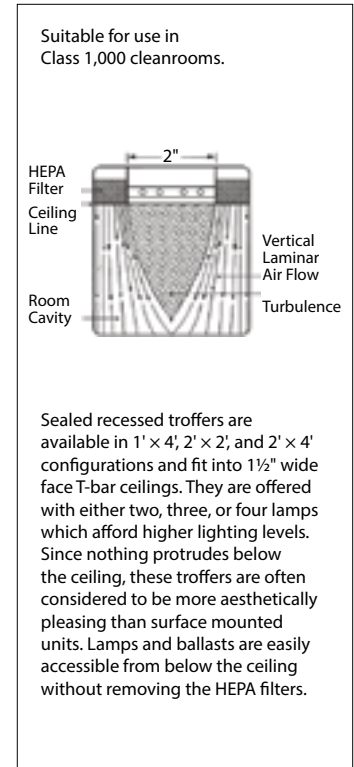 Suitable for use in
Class 1,000 cleanrooms.
2"
HEPA
Filter
Ceiling
Line
Room
Cavity
Vertical
Laminar
Air Flow
Turbulence
Sealed recessed troffers are
available in 1' × 4', 2' × 2', and 2' × 4'
configurations and fit into 1½" wide
face T-bar ceilings. They are offered
with either two, three, or four lamps
which afford higher lighting levels.
Since nothing protrudes below
the ceiling, these troffers are often
considered to be more aesthetically
pleasing than surface mounted
units. Lamps and ballasts are easily
accessible from below the ceiling
without removing the HEPA filters.